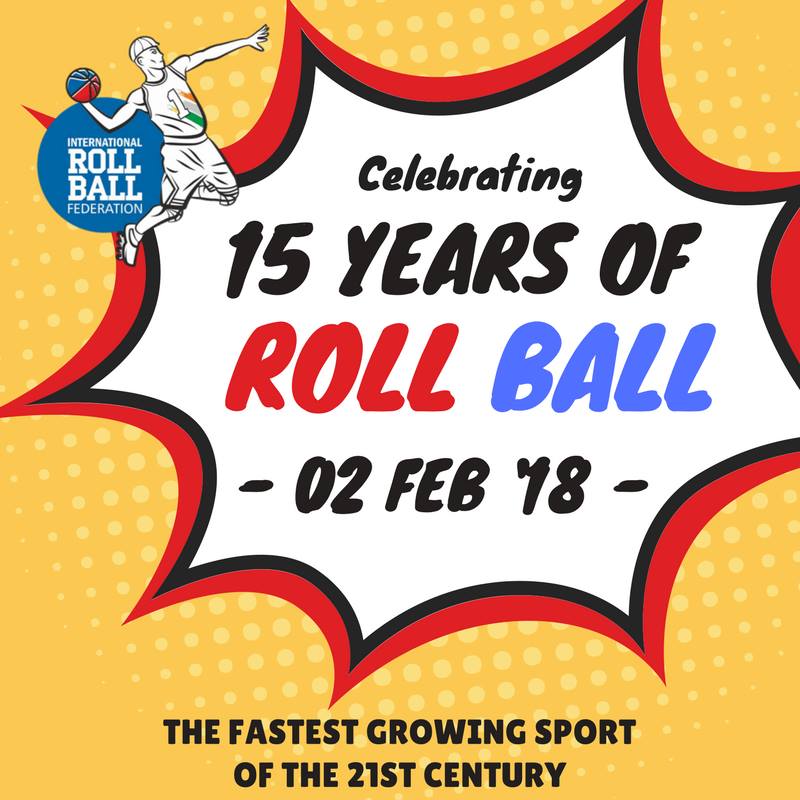 INTERNATIONAL
ROLL
BALL
FEDERATION
1
Celebrating
15 YEARS OF
ROLL BALL
- 02 FEB '18 -
THE FASTEST GROWING SPORT
OF THE 21ST CENTURY